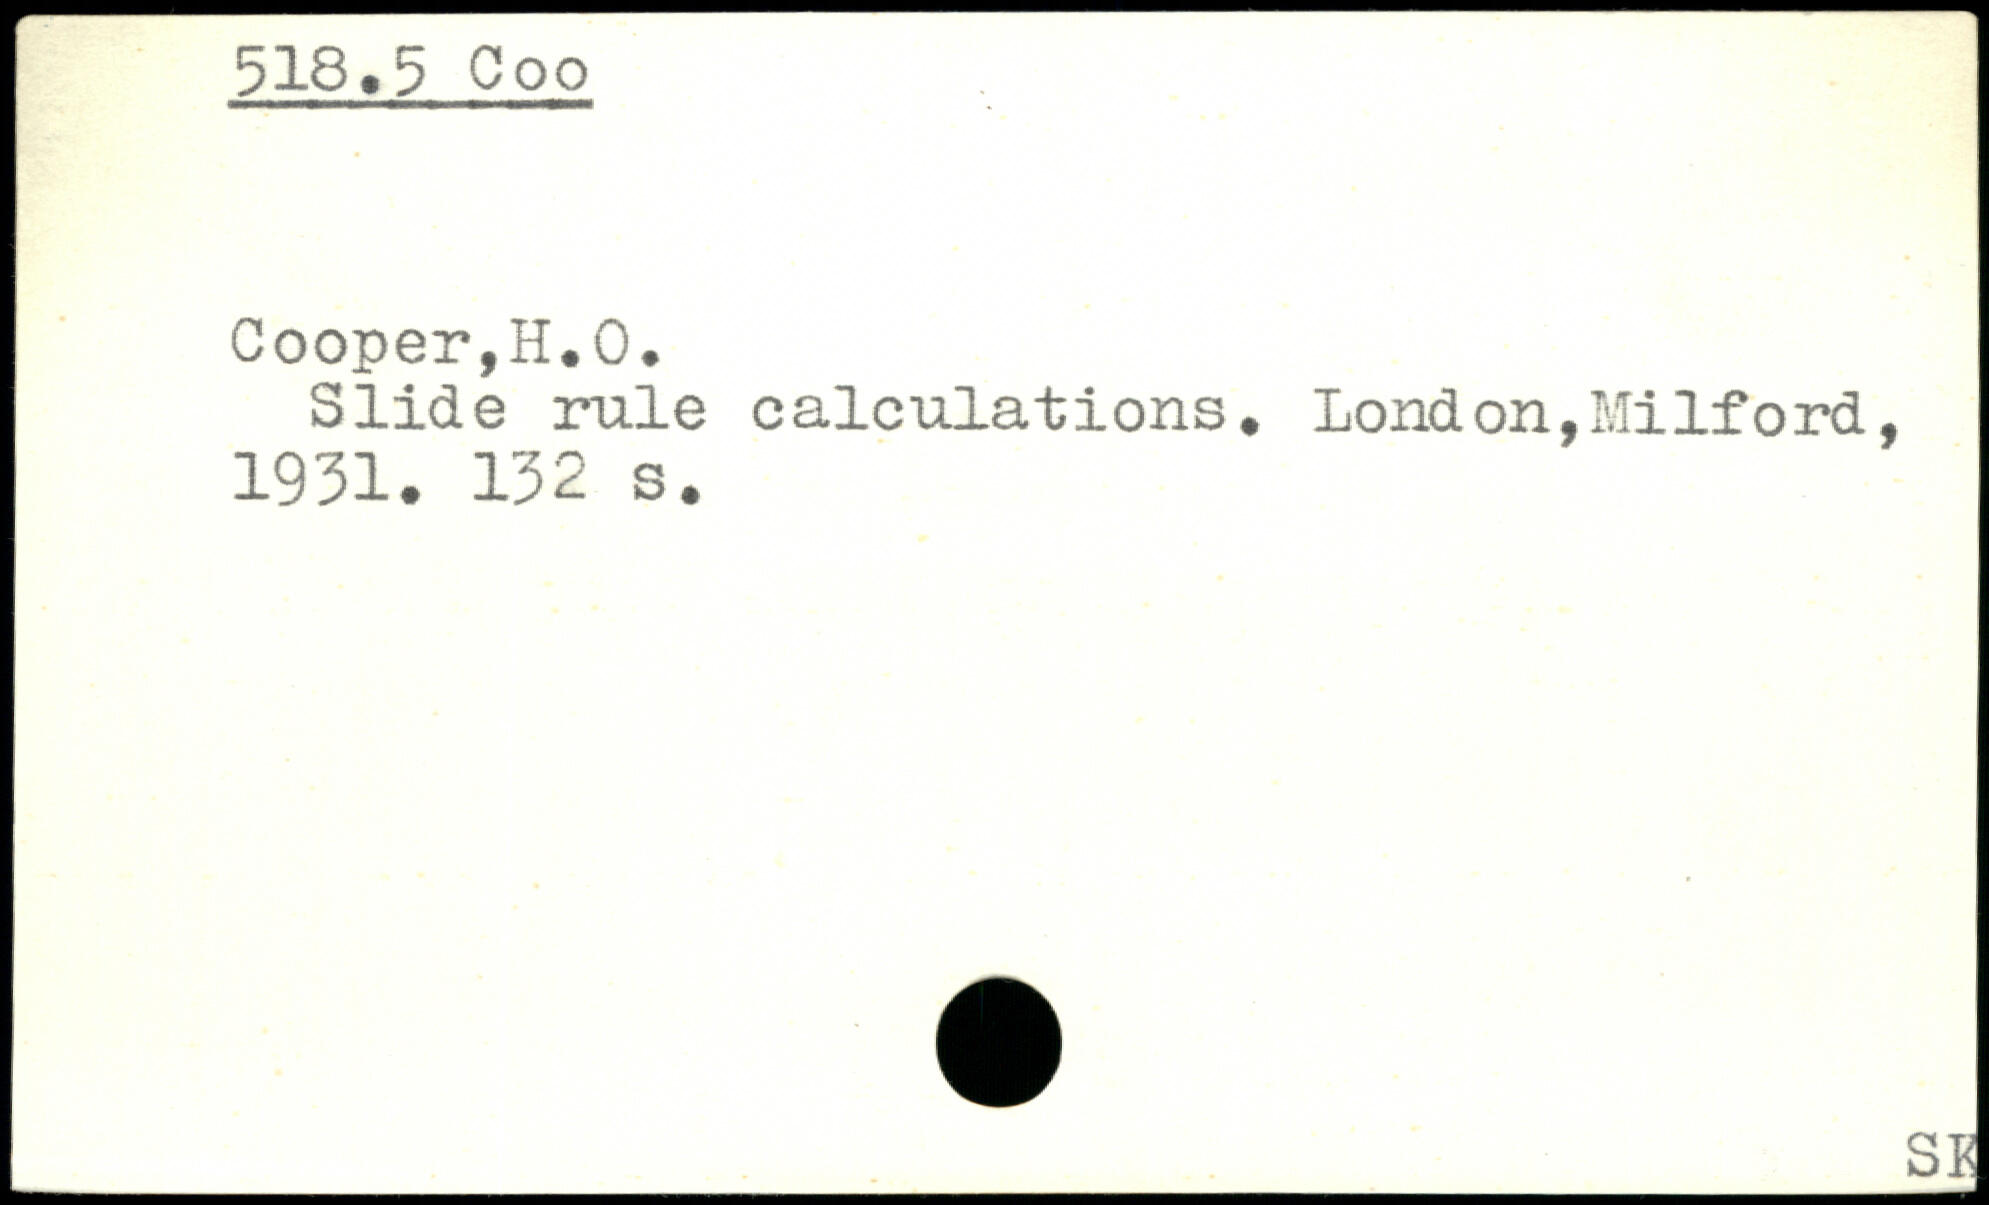 518.5 Coo
Cooper,H.O.
Slide rule calculations. London,Milford,
1931. 132 s.
SK